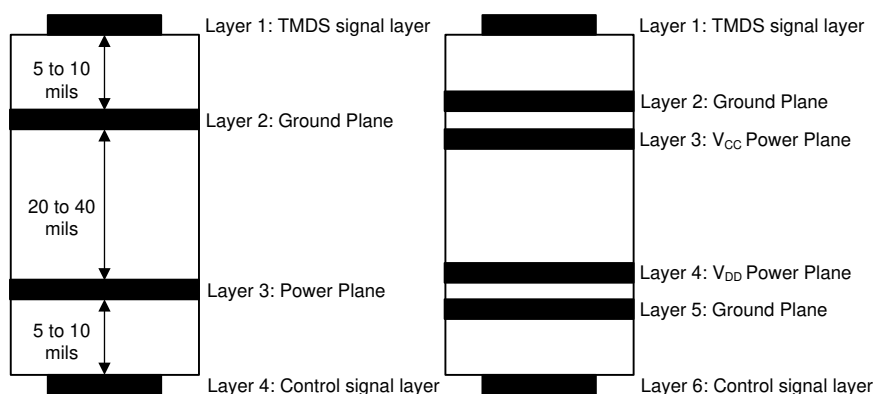 Layer 1: TMDS signal layer
5 to 10
mils
Layer 2: Ground Plane
20 to 40
mils
Layer 3: Power Plane
5 to 10
mils
Layer 4: Control signal layer
Layer 1: TMDS signal layer
Layer 2: Ground Plane
Layer 3: VCC Power Plane
Layer 4: VDD Power Plane
Layer 5: Ground Plane
Layer 6: Control signal layer